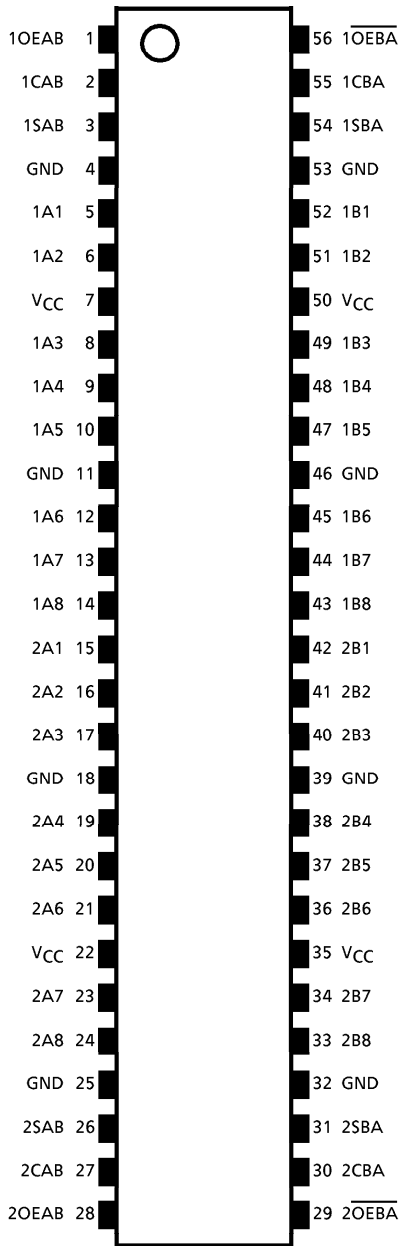 1OEAB 1 56 1O̅E̅B̅A̅
1CAB 2 55 1CBA
1SAB 3 54 1SBA
GND 4 53 GND
1A1 5 52 1B1
1A2 6 51 1B2
VCC 7 50 VCC
1A3 8 49 1B3
1A4 9 48 1B4
1A5 10 47 1B5
GND 11 46 GND
1A6 12 45 1B6
1A7 13 44 1B7
1A8 14 43 1B8
2A1 15 42 2B1
2A2 16 41 2B2
2A3 17 40 2B3
GND 18 39 GND
2A4 19 38 2B4
2A5 20 37 2B5
2A6 21 36 2B6
VCC 22 35 VCC
2A7 23 34 2B7
2A8 24 33 2B8
GND 25 32 GND
2SAB 26 31 2SBA
2CAB 27 30 2CBA
2OEAB 28 29 2O̅E̅B̅A̅